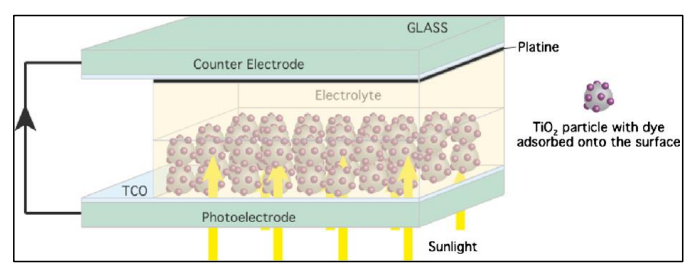 GLASS
Platine
Counter Electrode
Electrolyte
TiO₂ particle with dye
adsorbed onto the surface
TCO
Photoelectrode
Sunlight